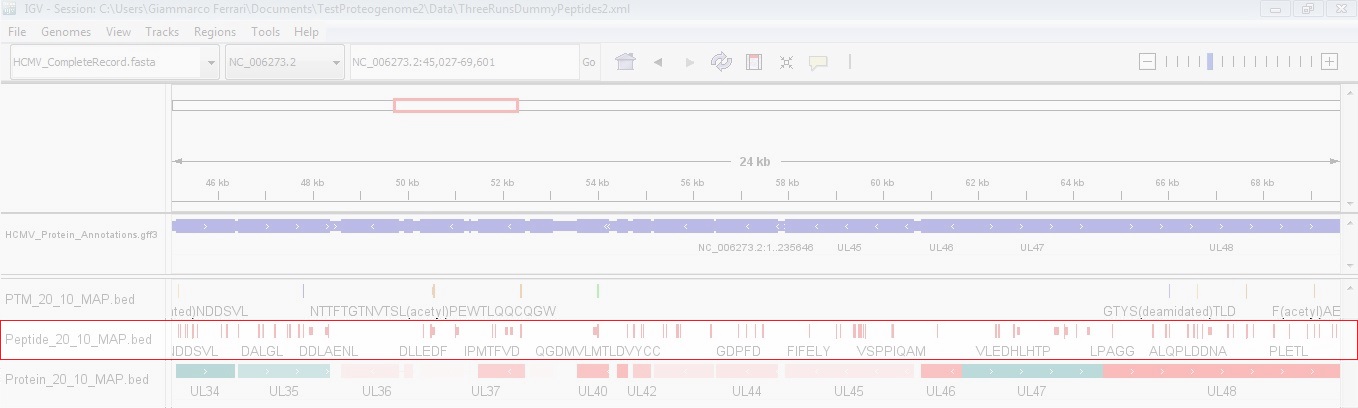 IGV - Session: C:\Users\Giammarco Ferrari\Documents\TestProteogenome2\Data\ThreeRunsDummyPeptides2.xml
File Genomes View Tracks Regions Tools Help
HCMV_CompleteRecord.fasta NC_006273.2 NC_006273.2:45,027-69,601 Go
24 kb
46 kb 48 kb 50 kb 52 kb 54 kb 56 kb 58 kb 60 kb 62 kb 64 kb 66 kb 68 kb
HCMV_Protein_Annotations.gff3
NC_006273.2:1..235646 UL45 UL46 UL47 UL48
PTM_20_10_MAP.bed
ated)NDDSVL NTTFTGTNVTSL(acetyl)PEWTLQQCQGW GTYS(deamidated)TLD F(acetyl)AE
Peptide_20_10_MAP.bed
NDDSVL DALGL DDLAENL DLLEDF IPMTFVD QGDMVLMTLDVYCC GDPFD FIFELY VSPPIQAM VLEDHLHTP LPAGG ALQPLDDNA PLETL
Protein_20_10_MAP.bed
UL34 UL35 UL36 UL37 UL40 UL42 UL44 UL45 UL46 UL47 UL48